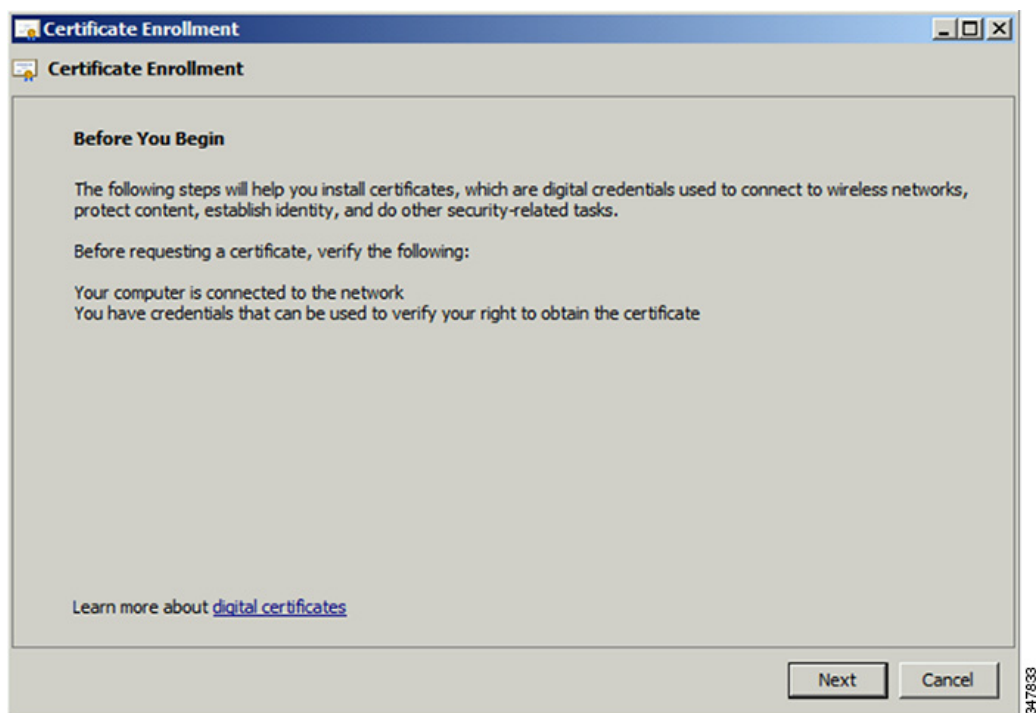 Certificate Enrollment
Certificate Enrollment
Before You Begin
The following steps will help you install certificates, which are digital credentials used to connect to wireless networks,
protect content, establish identity, and do other security-related tasks.
Before requesting a certificate, verify the following:
Your computer is connected to the network
You have credentials that can be used to verify your right to obtain the certificate
Learn more about digital certificates
Next
Cancel
247833